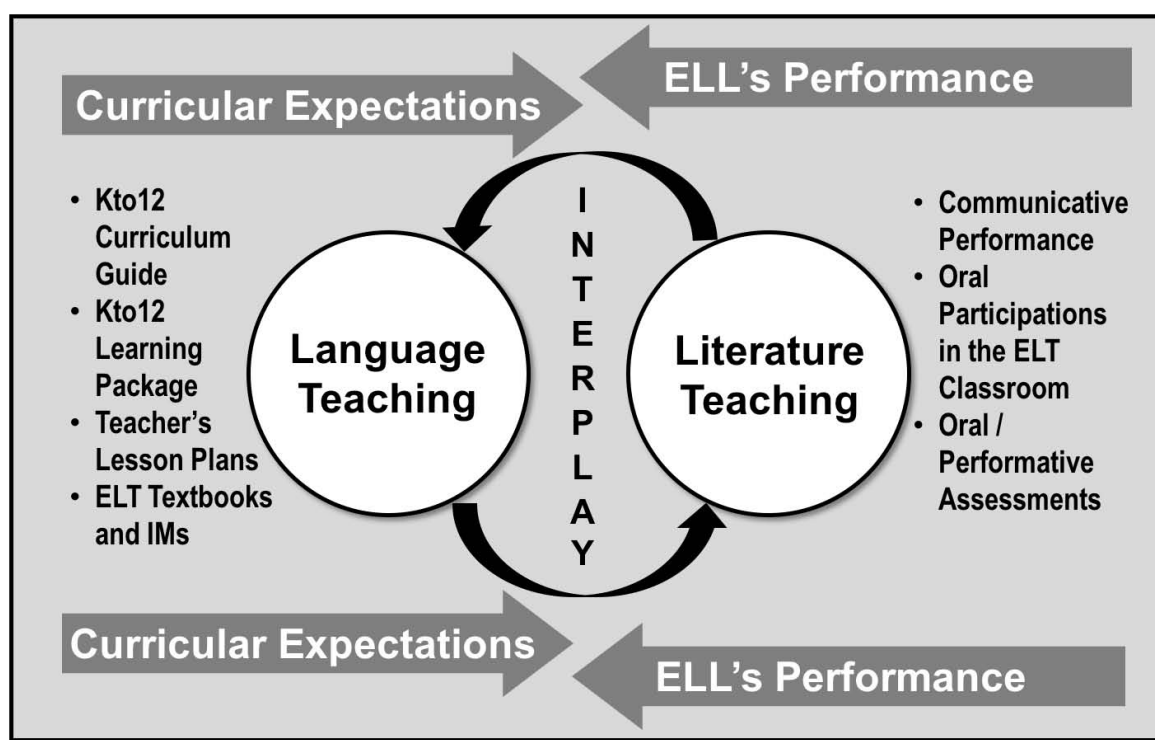 Curricular Expectations
ELL’s Performance
• Kto12
Curriculum
Guide
• Kto12
Learning
Package
• Teacher’s
Lesson Plans
• ELT Textbooks
and IMs
Language
Teaching
I
N
T
E
R
P
L
A
Y
Literature
Teaching
• Communicative
Performance
• Oral
Participations
in the ELT
Classroom
• Oral /
Performative
Assessments
Curricular Expectations
ELL’s Performance